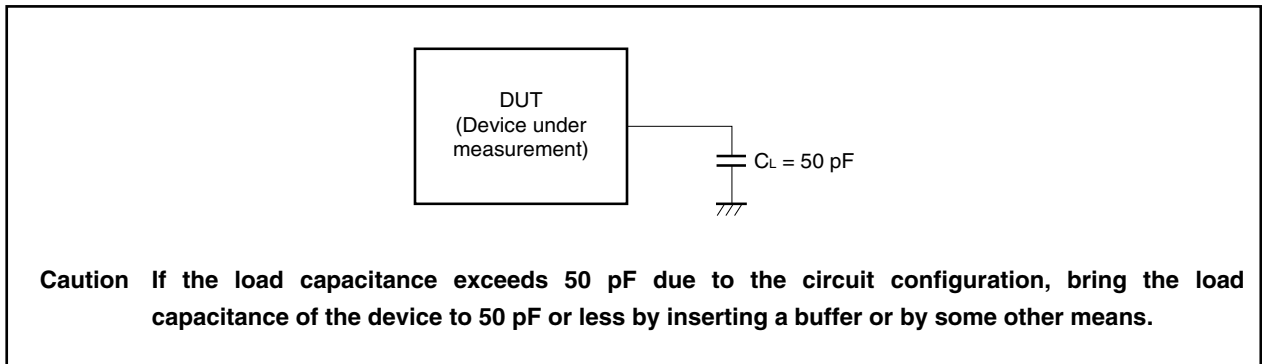 DUT
(Device under
measurement)
CL = 50 pF
Caution If the load capacitance exceeds 50 pF due to the circuit configuration, bring the load
capacitance of the device to 50 pF or less by inserting a buffer or by some other means.